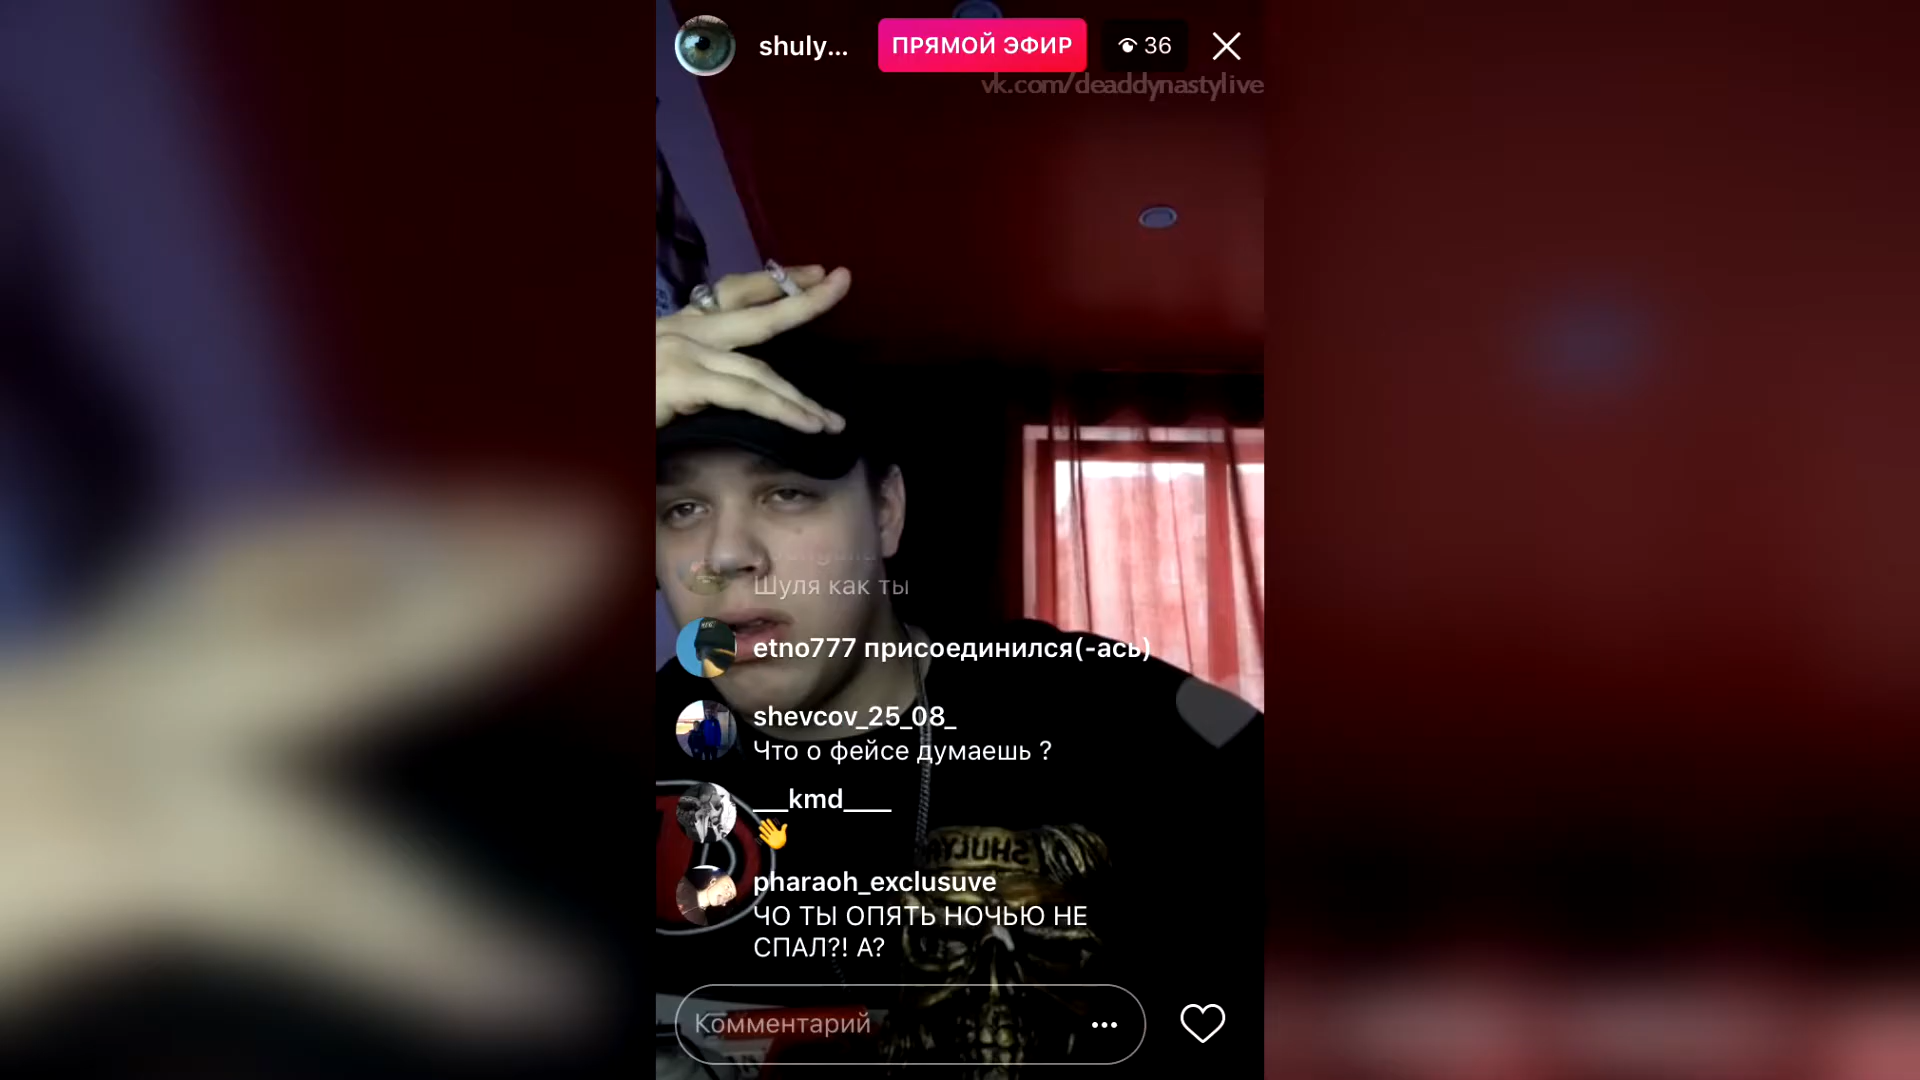 shuly...
ПРЯМОЙ ЭФИР
36
vk.com/deaddynastylive
Шуля как ты
etno777 присоединился(-ась)
shevcov_25_08_
Что о фейсе думаешь ?
___kmd____
👋
pharaoh_exclusuve
ЧО ТЫ ОПЯТЬ НОЧЬЮ НЕ
СПАЛ?! А?
Комментарий